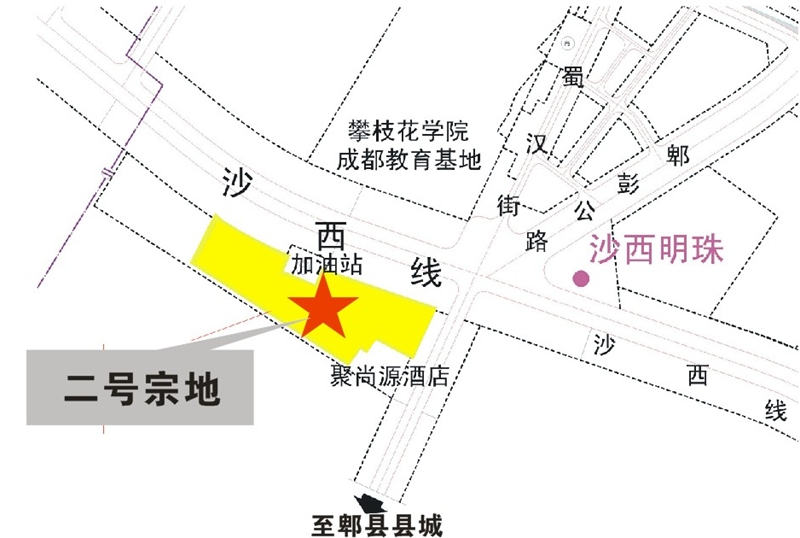 蜀汉街
攀枝花学院
成都教育基地
郫彭公路
沙西线
沙西明珠
加油站
沙西线
二号宗地
聚尚源酒店
至郫县县城